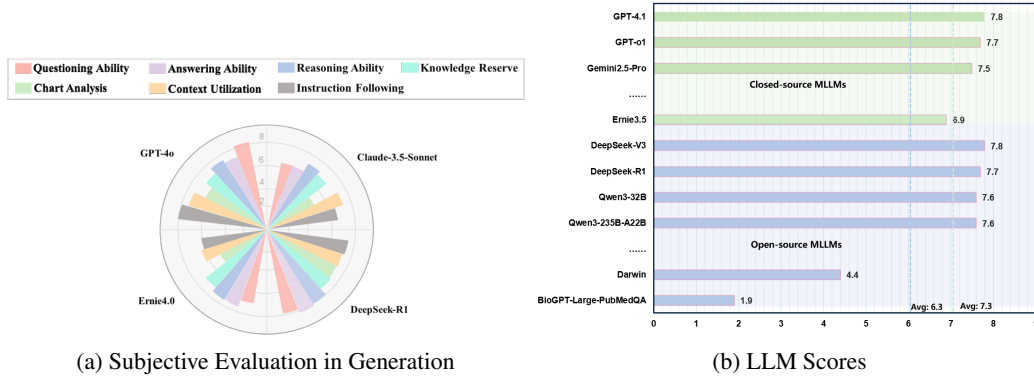 Questioning Ability Answering Ability Reasoning Ability Knowledge Reserve
Chart Analysis Context Utilization Instruction Following
8
6
4
2
GPT-4o
Claude-3.5-Sonnet
Ernie4.0
DeepSeek-R1
(a) Subjective Evaluation in Generation
GPT-4.1 7.8
GPT-o1 7.7
Gemini2.5-Pro 7.5
...... Closed-source MLLMs
Ernie3.5 6.9
DeepSeek-V3 7.8
DeepSeek-R1 7.7
Qwen3-32B 7.6
Qwen3-235B-A22B 7.6
...... Open-source MLLMs
Darwin 4.4
BioGPT-Large-PubMedQA 1.9
Avg: 6.3 Avg: 7.3
0 1 2 3 4 5 6 7 8 9
(b) LLM Scores